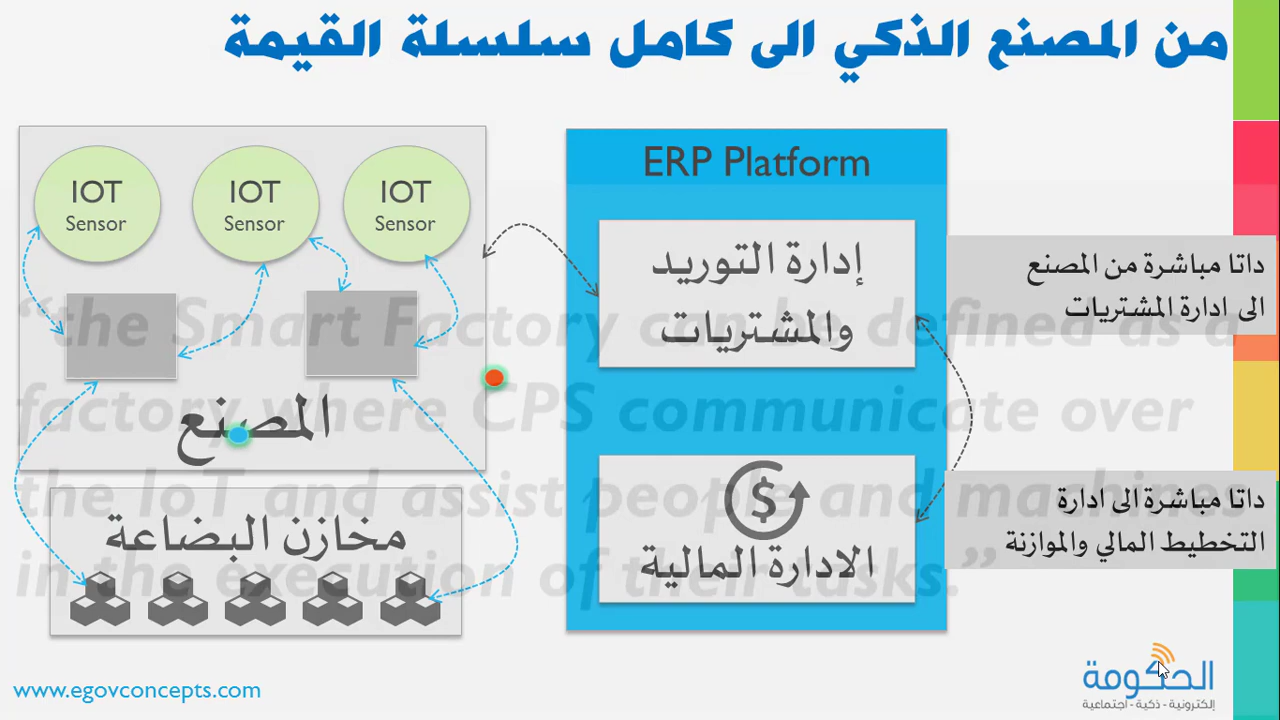 من المصنع الذكي الى كامل سلسلة القيمة
IOT
Sensor
IOT
Sensor
IOT
Sensor
المصنع
مخازن البضاعة
ERP Platform
إدارة التوريد
والمشتريات
$
الادارة المالية
داتا مباشرة من المصنع
الى ادارة المشتريات
داتا مباشرة الى ادارة
التخطيط المالي والموازنة
“the Smart Factory can be defined as a
factory where CPS communicate over
the IoT and assist people and machines
in the execution of their tasks.”
www.egovconcepts.com
الحكومة
إلكترونية - ذكية - اجتماعية